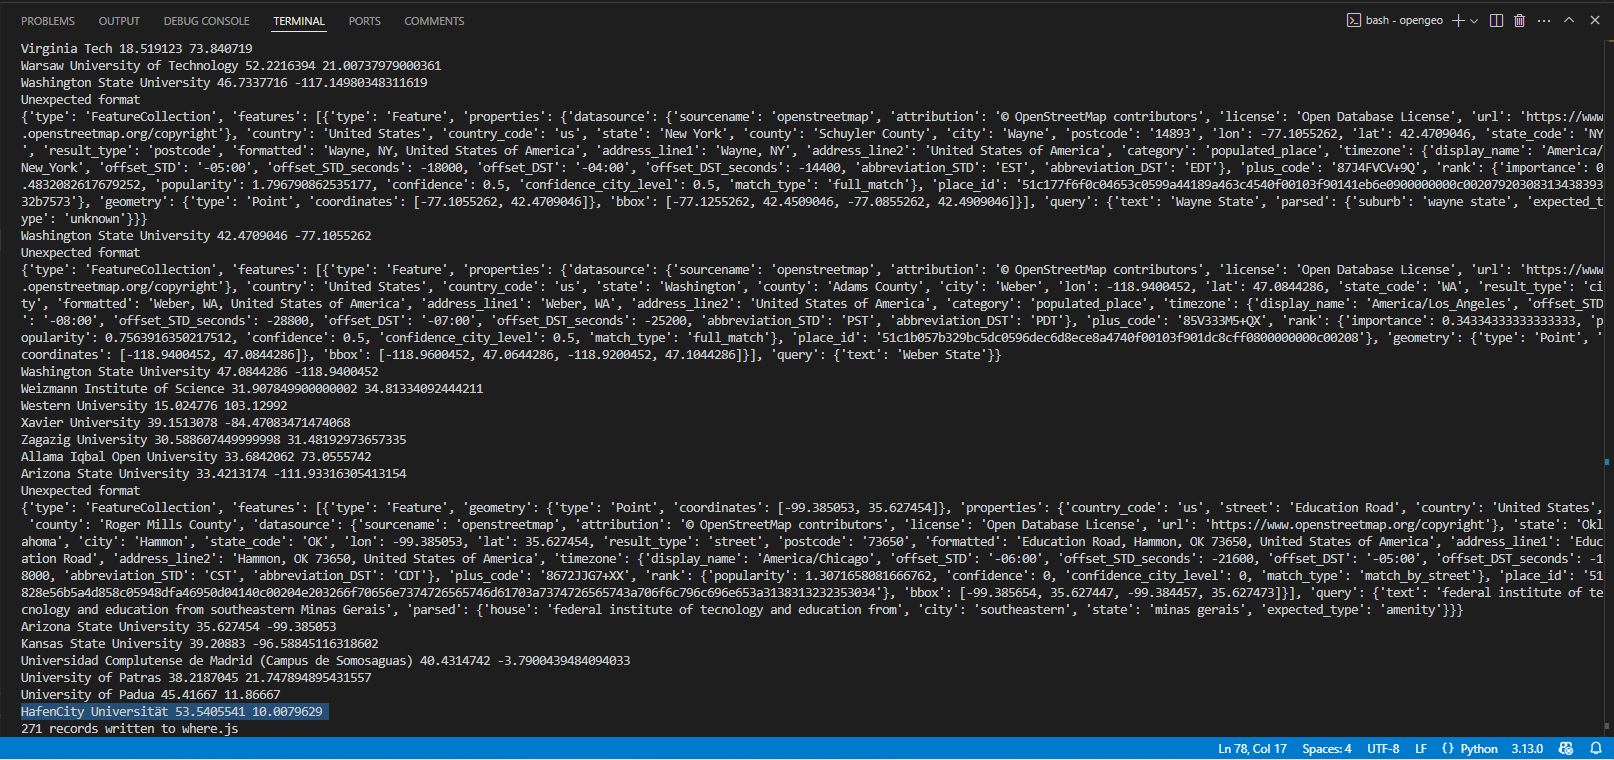 PROBLEMS OUTPUT DEBUG CONSOLE TERMINAL PORTS COMMENTS bash - opengeo
Virginia Tech 18.519123 73.840719
Warsaw University of Technology 52.2216394 21.00737979000361
Washington State University 46.7337716 -117.14980348311619
Unexpected format
{'type': 'FeatureCollection', 'features': [{'type': 'Feature', 'properties': {'datasource': {'sourcename': 'openstreetmap', 'attribution': '© OpenStreetMap contributors', 'license': 'Open Database License', 'url': 'https://www
.openstreetmap.org/copyright'}, 'country': 'United States', 'country_code': 'us', 'state': 'New York', 'county': 'Schuyler County', 'city': 'Wayne', 'postcode': '14893', 'lon': -77.1055262, 'lat': 42.4709046, 'state_code': 'NY
', 'result_type': 'postcode', 'formatted': 'Wayne, NY, United States of America', 'address_line1': 'Wayne, NY', 'address_line2': 'United States of America', 'category': 'populated_place', 'timezone': {'display_name': 'America/
New_York', 'offset_STD': '-05:00', 'offset_STD_seconds': -18000, 'offset_DST': '-04:00', 'offset_DST_seconds': -14400, 'abbreviation_STD': 'EST', 'abbreviation_DST': 'EDT'}, 'plus_code': '87J4FVCV+9Q', 'rank': {'importance': 0
.4832082617679252, 'popularity': 1.796790862535177, 'confidence': 0.5, 'confidence_city_level': 0.5, 'match_type': 'full_match'}, 'place_id': '51c177f6f0c04653c0599a44189a463c4540f00103f90141eb6e0900000000c00207920308313438393
32b7573'}, 'geometry': {'type': 'Point', 'coordinates': [-77.1055262, 42.4709046]}, 'bbox': [-77.1255262, 42.4509046, -77.0855262, 42.4909046]}], 'query': {'text': 'Wayne State', 'parsed': {'suburb': 'wayne state', 'expected_t
ype': 'unknown'}}}
Washington State University 42.4709046 -77.1055262
Unexpected format
{'type': 'FeatureCollection', 'features': [{'type': 'Feature', 'properties': {'datasource': {'sourcename': 'openstreetmap', 'attribution': '© OpenStreetMap contributors', 'license': 'Open Database License', 'url': 'https://www
.openstreetmap.org/copyright'}, 'country': 'United States', 'country_code': 'us', 'state': 'Washington', 'county': 'Adams County', 'city': 'Weber', 'lon': -118.9400452, 'lat': 47.0844286, 'state_code': 'WA', 'result_type': 'ci
ty', 'formatted': 'Weber, WA, United States of America', 'address_line1': 'Weber, WA', 'address_line2': 'United States of America', 'category': 'populated_place', 'timezone': {'display_name': 'America/Los_Angeles', 'offset_STD
': '-08:00', 'offset_STD_seconds': -28800, 'offset_DST': '-07:00', 'offset_DST_seconds': -25200, 'abbreviation_STD': 'PST', 'abbreviation_DST': 'PDT'}, 'plus_code': '85V333M5+QX', 'rank': {'importance': 0.34334333333333333, 'p
opularity': 0.7563916350217512, 'confidence': 0.5, 'confidence_city_level': 0.5, 'match_type': 'full_match'}, 'place_id': '51c1b057b329bc5dc0596dec6d8ece8a4740f00103f901dc8cff0800000000c00208'}, 'geometry': {'type': 'Point', '
coordinates': [-118.9400452, 47.0844286]}, 'bbox': [-118.9600452, 47.0644286, -118.9200452, 47.1044286]}], 'query': {'text': 'Weber State'}}
Washington State University 47.0844286 -118.9400452
Weizmann Institute of Science 31.907849900000002 34.81334092444211
Western University 15.024776 103.12992
Xavier University 39.1513078 -84.47083471474068
Zagazig University 30.588607449999998 31.48192973657335
Allama Iqbal Open University 33.6842062 73.0555742
Arizona State University 33.4213174 -111.93316305413154
Unexpected format
{'type': 'FeatureCollection', 'features': [{'type': 'Feature', 'geometry': {'type': 'Point', 'coordinates': [-99.385053, 35.627454]}, 'properties': {'country_code': 'us', 'street': 'Education Road', 'country': 'United States',
'county': 'Roger Mills County', 'datasource': {'sourcename': 'openstreetmap', 'attribution': '© OpenStreetMap contributors', 'license': 'Open Database License', 'url': 'https://www.openstreetmap.org/copyright'}, 'state': 'Okl
ahoma', 'city': 'Hammon', 'state_code': 'OK', 'lon': -99.385053, 'lat': 35.627454, 'result_type': 'street', 'postcode': '73650', 'formatted': 'Education Road, Hammon, OK 73650, United States of America', 'address_line1': 'Educ
ation Road', 'address_line2': 'Hammon, OK 73650, United States of America', 'timezone': {'display_name': 'America/Chicago', 'offset_STD': '-06:00', 'offset_STD_seconds': -21600, 'offset_DST': '-05:00', 'offset_DST_seconds': -1
8000, 'abbreviation_STD': 'CST', 'abbreviation_DST': 'CDT'}, 'plus_code': '8672JJG7+XX', 'rank': {'popularity': 1.3071658081666762, 'confidence': 0, 'confidence_city_level': 0, 'match_type': 'match_by_street'}, 'place_id': '51
828e56b5a4d858c05948dfa46950d04140c00204e203266f70656e7374726565746d61703a7374726565743a706f6c796c696e653a3138313232353034'}, 'bbox': [-99.385654, 35.627447, -99.384457, 35.627473]}], 'query': {'text': 'federal institute of te
cnology and education from southeastern Minas Gerais', 'parsed': {'house': 'federal institute of tecnology and education from', 'city': 'southeastern', 'state': 'minas gerais', 'expected_type': 'amenity'}}}
Arizona State University 35.627454 -99.385053
Kansas State University 39.20883 -96.58845116318602
Universidad Complutense de Madrid (Campus de Somosaguas) 40.4314742 -3.7900439484094033
University of Patras 38.2187045 21.747894895431557
University of Padua 45.41667 11.86667
HafenCity Universität 53.5405541 10.0079629
271 records written to where.js
Ln 78, Col 17 Spaces: 4 UTF-8 LF {} Python 3.13.0